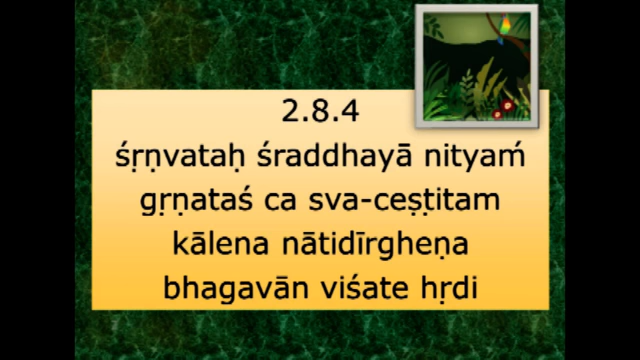 2.8.4
śṛṇvataḥ śraddhayā nityaḿ
gṛṇataś ca sva-ceṣṭitam
kālena nātidīrgheṇa
bhagavān viśate hṛdi